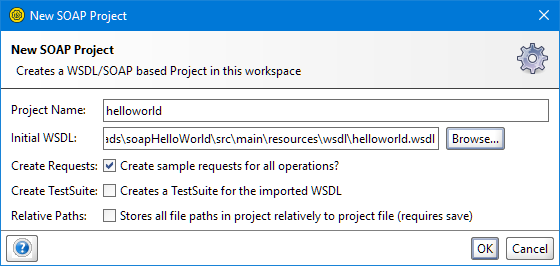 New SOAP Project
New SOAP Project
Creates a WSDL/SOAP based Project in this workspace
Project Name: helloworld
Initial WSDL: ads\soapHelloWorld\src\main\resources\wsdl\helloworld.wsdl Browse...
Create Requests: Create sample requests for all operations?
Create TestSuite: Creates a TestSuite for the imported WSDL
Relative Paths: Stores all file paths in project relatively to project file (requires save)
? OK Cancel